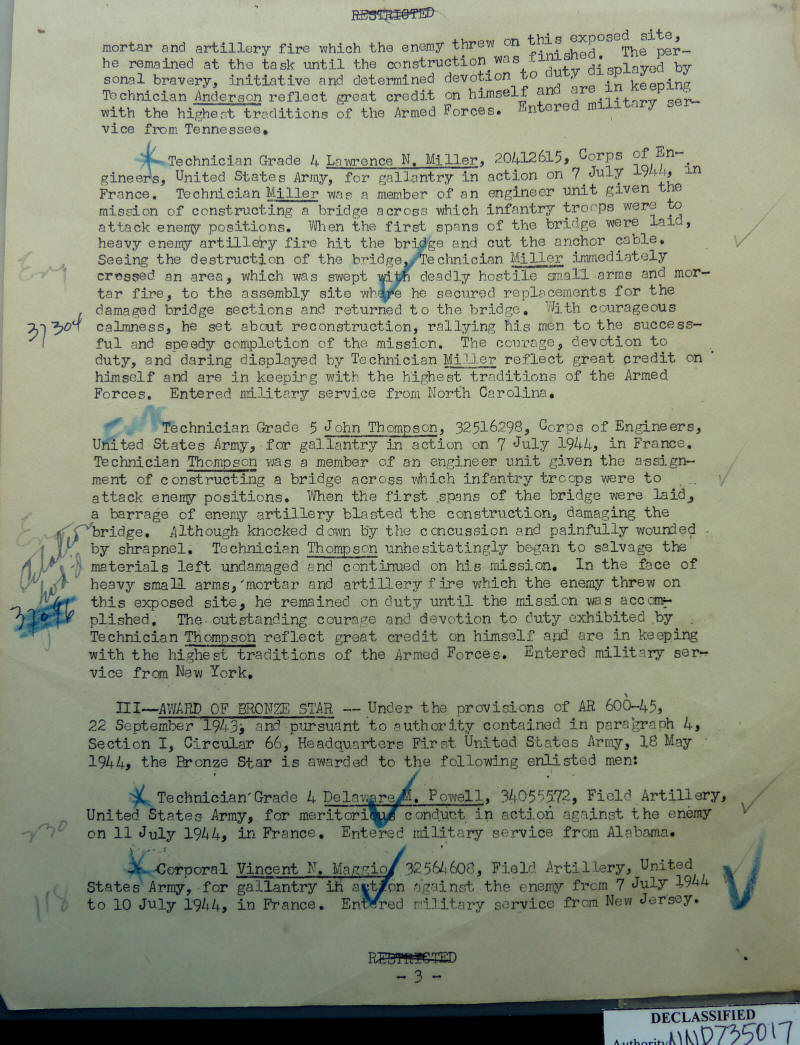 RESTRICTED
mortar and artillery fire which the enemy threw on this exposed site,
he remained at the task until the construction was finished. The per-
sonal bravery, initiative and determined devotion to duty displayed by
Technician Anderson reflect great credit on himself and are in keeping
with the highest traditions of the Armed Forces. Entered military ser-
vice from Tennessee.
Technician Grade 4 Lawrence N. Miller, 20412615, Corps of En-
gineers, United States Army, for gallantry in action on 7 July 1944, in
France. Technician Miller was a member of an engineer unit given the
mission of constructing a bridge across which infantry troops were to
attack enemy positions. When the first spans of the bridge were laid,
heavy enemy artillery fire hit the bridge and cut the anchor cable.
Seeing the destruction of the bridge, Technician Miller immediately
Eng
crossed an area, which was swept with deadly hostile small arms and mor-
tar fire, to the assembly site where he secured replacements for the
damaged bridge sections and returned to the bridge. With courageous
37304
calmness, he set about reconstruction, rallying his men to the success-
ful and speedy completion of the mission. The courage, devotion to
duty, and daring displayed by Technician Miller reflect great credit on
himself and are in keeping with the highest traditions of the Armed
Forces. Entered military service from North Carolina.
Technician Grade 5 John Thompson, 32516298, Corps of Engineers,
United States Army, for gallantry in action on 7 July 1944, in France.
Technician Thompson was a member of an engineer unit given the assign-
ment of constructing a bridge across which infantry troops were to
attack enemy positions. When the first spans of the bridge were laid,
a barrage of enemy artillery blasted the construction, damaging the
bridge. Although knocked down by the concussion and painfully wounded
by shrapnel. Technician Thompson unhesitatingly began to salvage the
materials left undamaged and continued on his mission. In the face of
heavy small arms, mortar and artillery fire which the enemy threw on
this exposed site, he remained on duty until the mission was accom-
plished. The outstanding courage and devotion to duty exhibited by
Technician Thompson reflect great credit on himself and are in keeping
with the highest traditions of the Armed Forces. Entered military ser-
vice from New York.
III—AWARD OF BRONZE STAR -- Under the provisions of AR 600-45,
22 September 1943, and pursuant to authority contained in paragraph 4,
Section I, Circular 66, Headquarters First United States Army, 18 May
1944, the Bronze Star is awarded to the following enlisted men:
Technician Grade 4 Delaware M. Powell, 34055572, Field Artillery,
United States Army, for meritorious conduct in action against the enemy
230
on 11 July 1944, in France. Entered military service from Alabama.
Corporal Vincent N. Maggio, 32564608, Field Artillery, United
States Army, for gallantry in action against the enemy from 7 July 1944
118
to 10 July 1944, in France. Entered military service from New Jersey.
RESTRICTED
- 3 -
DECLASSIFIED
Authority NND735017